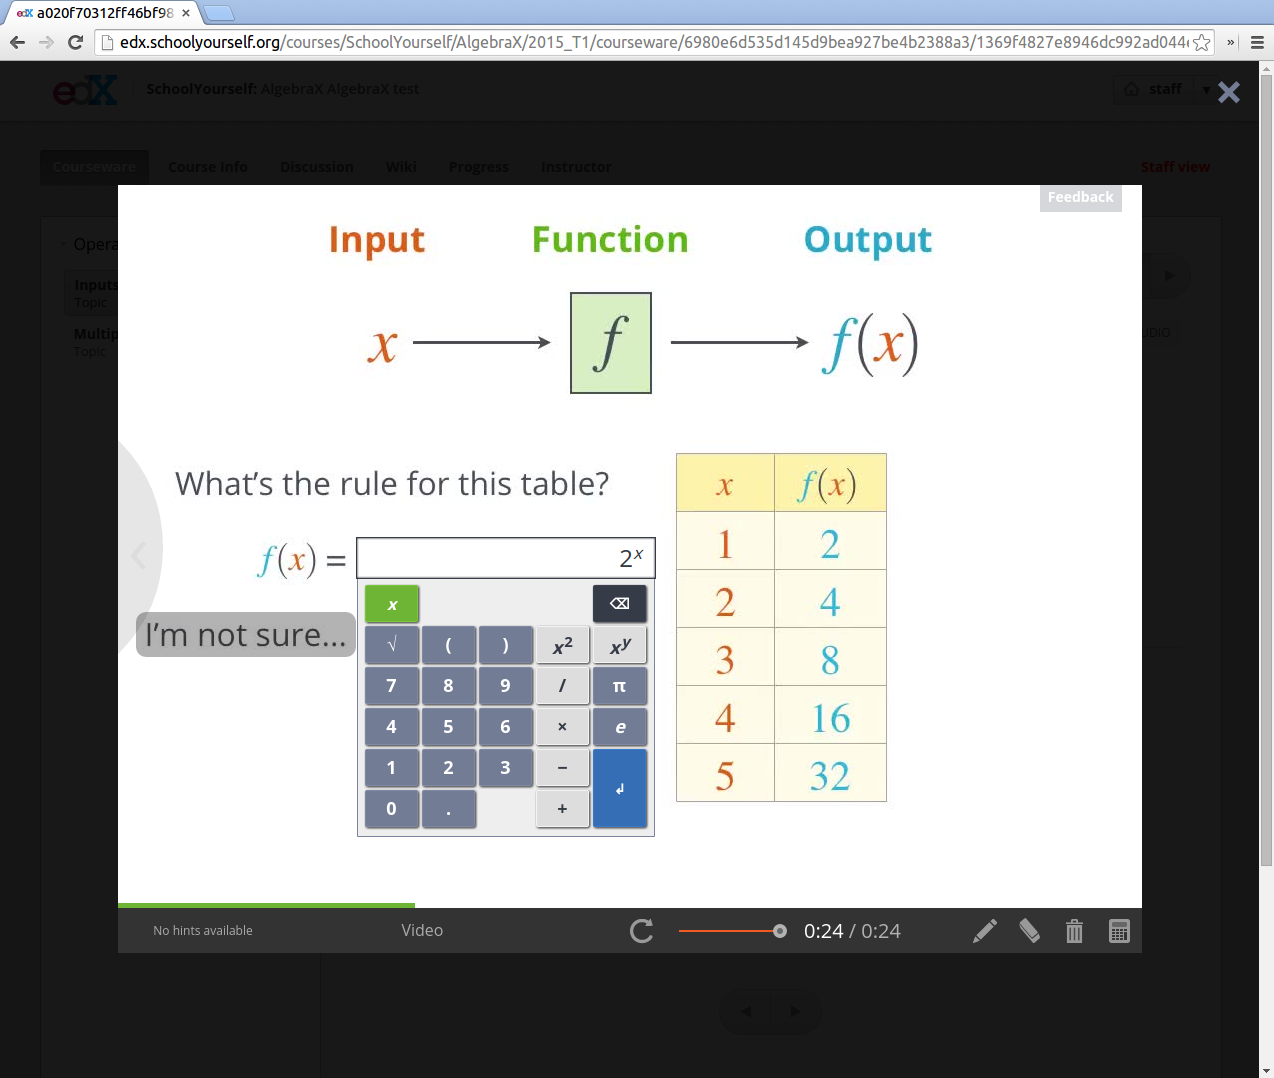 edX a020f70312ff46bf98 ×
edx.schoolyourself.org/courses/SchoolYourself/AlgebraX/2015_T1/courseware/6980e6d535d145d9bea927be4b2388a3/1369f4827e8946dc992ad044
edX SchoolYourself: AlgebraX AlgebraX test staff
Courseware Course Info Discussion Wiki Progress Instructor Staff view
Feedback
Opera
Inputs
Topic
Multip
Topic
UDIO
Input Function Output
x f f(x)
What's the rule for this table?
f(x) = 2^x
I'm not sure...
x ⌫
√ ( ) x² x^y
7 8 9 / π
4 5 6 × e
1 2 3 − ↲
0 . +
x f(x)
1 2
2 4
3 8
4 16
5 32
No hints available Video 0:24 / 0:24